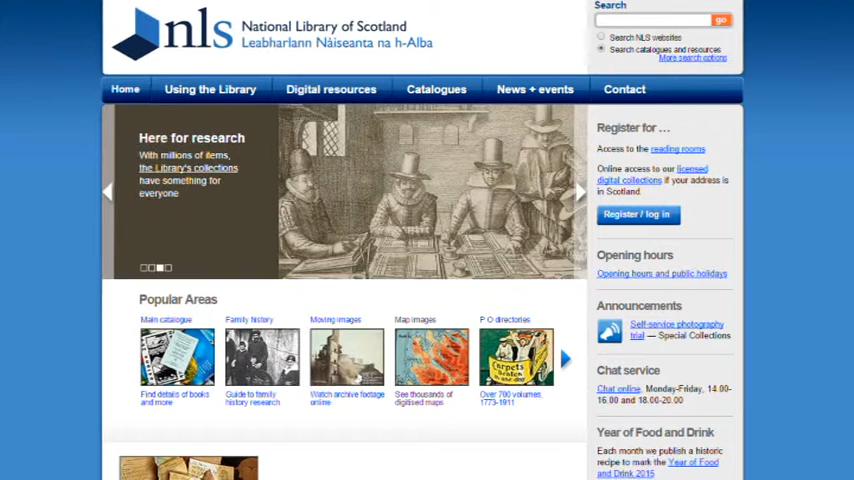 Search
nls
National Library of Scotland
Leabharlann Nàiseanta na h-Alba
go
Search NLS websites
Search catalogues and resources
More search options
Home
Using the Library
Digital resources
Catalogues
News + events
Contact
Here for research
With millions of items,
the Library's collections
have something for
everyone
Register for ...
Access to the reading rooms
Online access to our licensed
digital collections if your address is
in Scotland.
Register / log in
Opening hours
Opening hours and public holidays
Announcements
Self-service photography
trial — Special Collections
Chat service
Chat online, Monday-Friday, 14.00-
16.00 and 18.00-20.00
Year of Food and Drink
Each month we publish a historic
recipe to mark the Year of Food
and Drink 2015
Popular Areas
Main catalogue
Family history
Moving images
Map images
P O directories
Carpets
Beaten
in one day
Find details of books
and more
Guide to family
history research
Watch archive footage
online
See thousands of
digitised maps
Over 700 volumes,
1773-1911